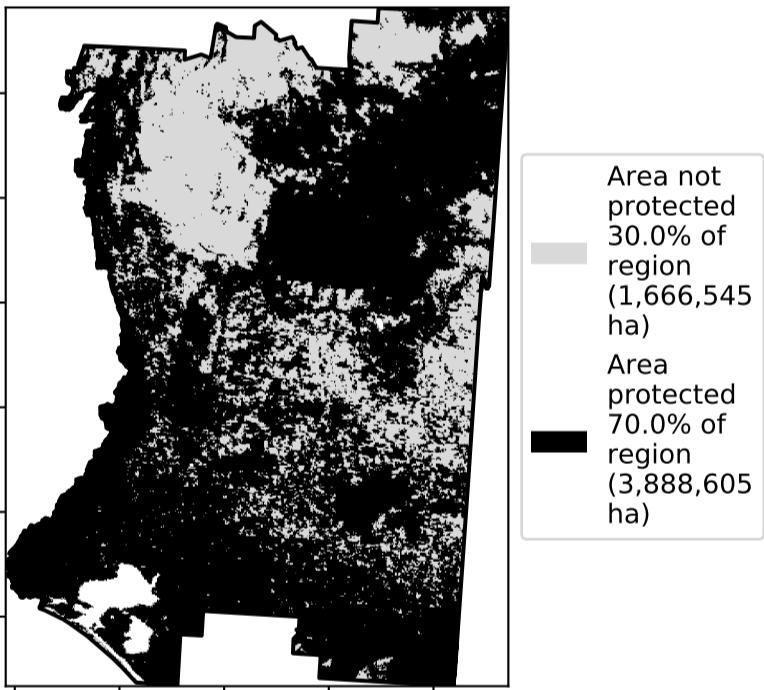 Area not
protected
30.0% of
region
(1,666,545
ha)
Area
protected
70.0% of
region
(3,888,605
ha)